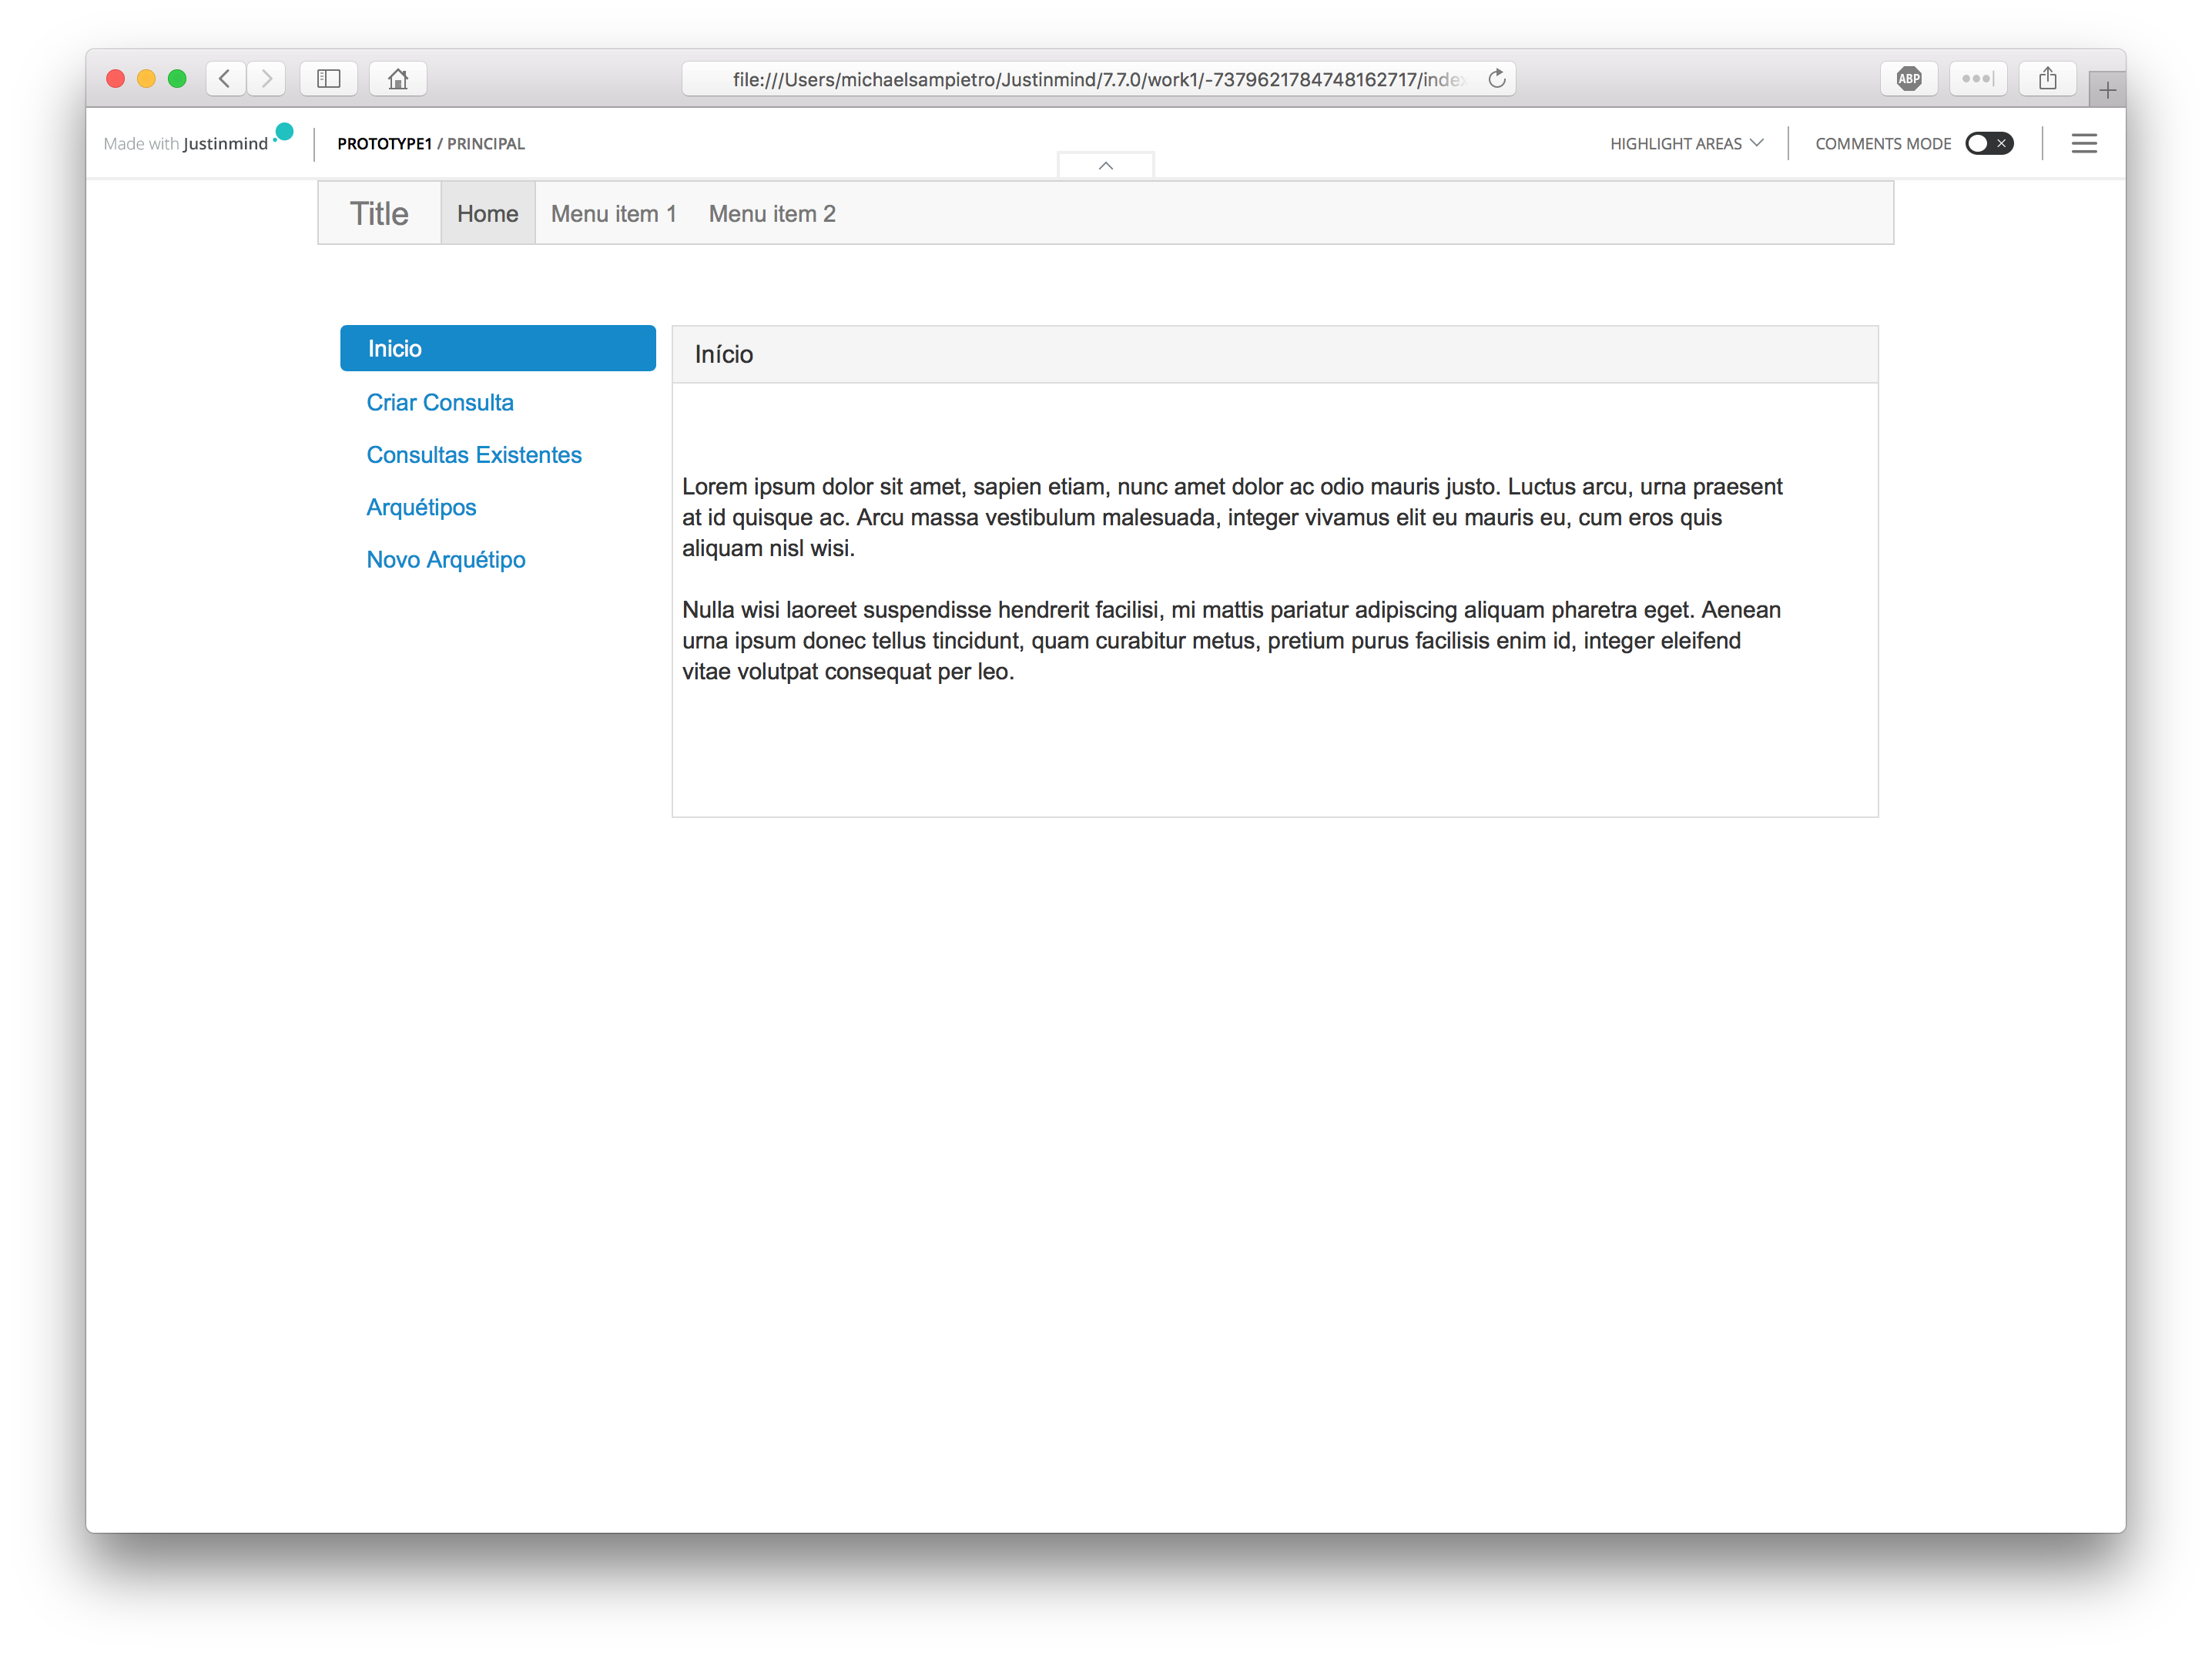 file:///Users/michaelsampietro/Justinmind/7.7.0/work1/-7379621784748162717/index
ABP
Made with Justinmind
PROTOTYPE1 / PRINCIPAL
HIGHLIGHT AREAS
COMMENTS MODE
Title
Home
Menu item 1
Menu item 2
Inicio
Criar Consulta
Consultas Existentes
Arquétipos
Novo Arquétipo
Início
Lorem ipsum dolor sit amet, sapien etiam, nunc amet dolor ac odio mauris justo. Luctus arcu, urna praesent
at id quisque ac. Arcu massa vestibulum malesuada, integer vivamus elit eu mauris eu, cum eros quis
aliquam nisl wisi.
Nulla wisi laoreet suspendisse hendrerit facilisi, mi mattis pariatur adipiscing aliquam pharetra eget. Aenean
urna ipsum donec tellus tincidunt, quam curabitur metus, pretium purus facilisis enim id, integer eleifend
vitae volutpat consequat per leo.